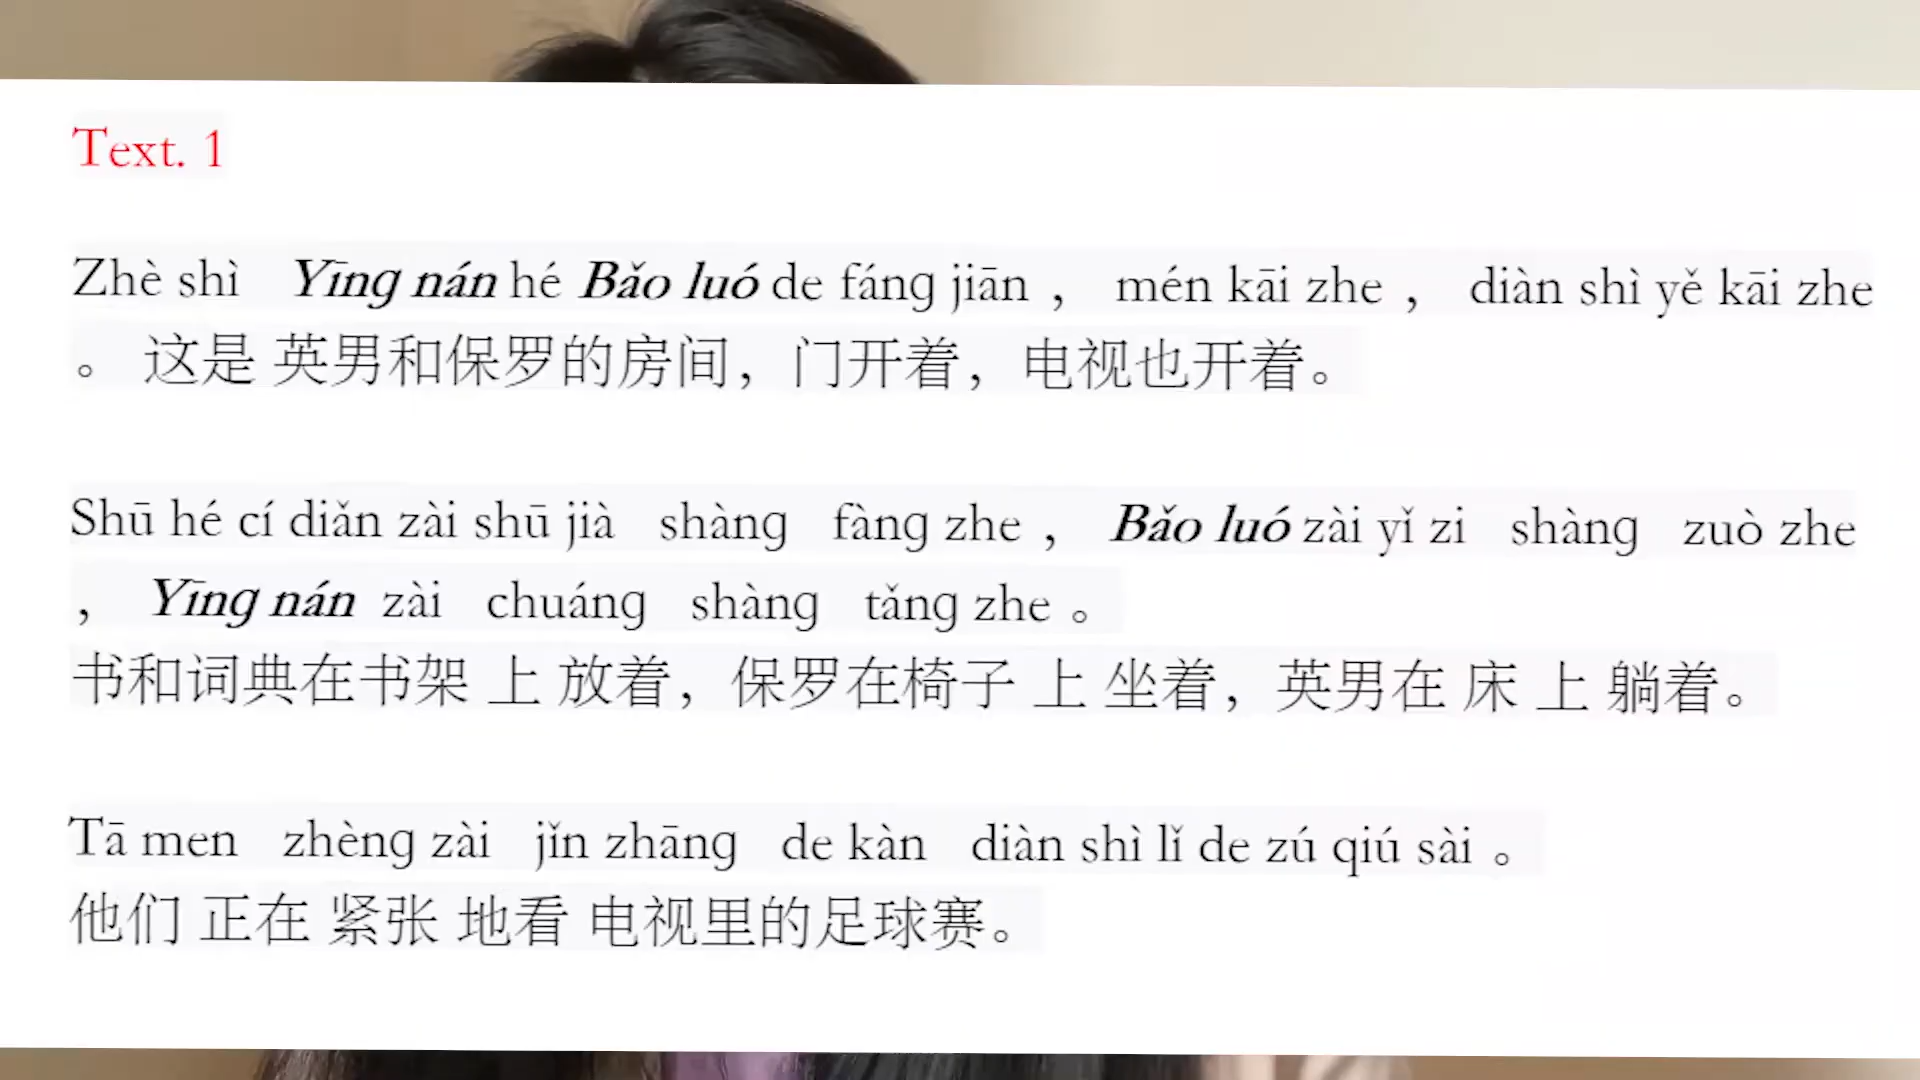 Text. 1
Zhè shì Yīng nán hé Bǎo luó de fáng jiān ， mén kāi zhe ， diàn shì yě kāi zhe
。 这是 英男和保罗的房间，门开着，电视也开着。
Shū hé cí diǎn zài shū jià shàng fàng zhe ， Bǎo luó zài yǐ zi shàng zuò zhe
， Yīng nán zài chuáng shàng tǎng zhe 。
书和词典在书架 上 放着，保罗在椅子 上 坐着，英男在 床 上 躺着。
Tā men zhèng zài jǐn zhāng de kàn diàn shì lǐ de zú qiú sài 。
他们 正在 紧张 地看 电视里的足球赛。